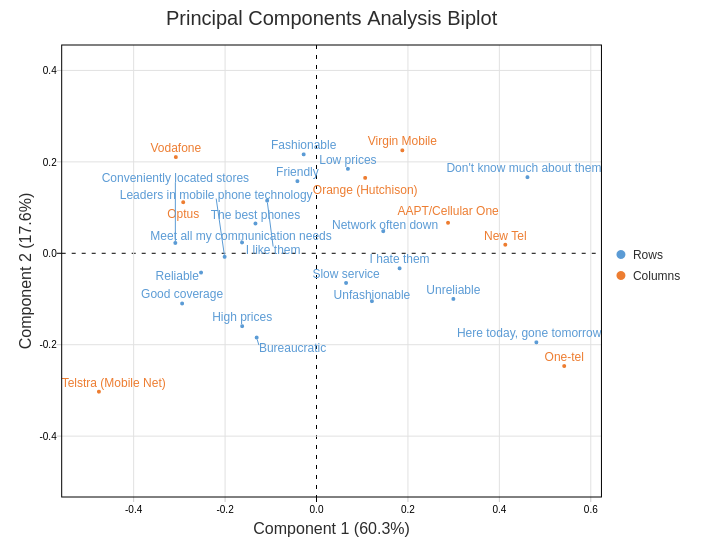 Principal Components Analysis Biplot
Component 2 (17.6%)
0.4
0.2
0.0
-0.2
-0.4
Virgin Mobile
Fashionable
Vodafone
Low prices
Don't know much about them
Friendly
Conveniently located stores
Orange (Hutchison)
Leaders in mobile phone technology
AAPT/Cellular One
Optus
The best phones
Network often down
Meet all my communication needs
New Tel
I like them
I hate them
Reliable
Slow service
Good coverage
Unfashionable
Unreliable
High prices
Here today, gone tomorrow
Bureaucratic
One-tel
Telstra (Mobile Net)
Rows
Columns
-0.4
-0.2
0.0
0.2
0.4
0.6
Component 1 (60.3%)